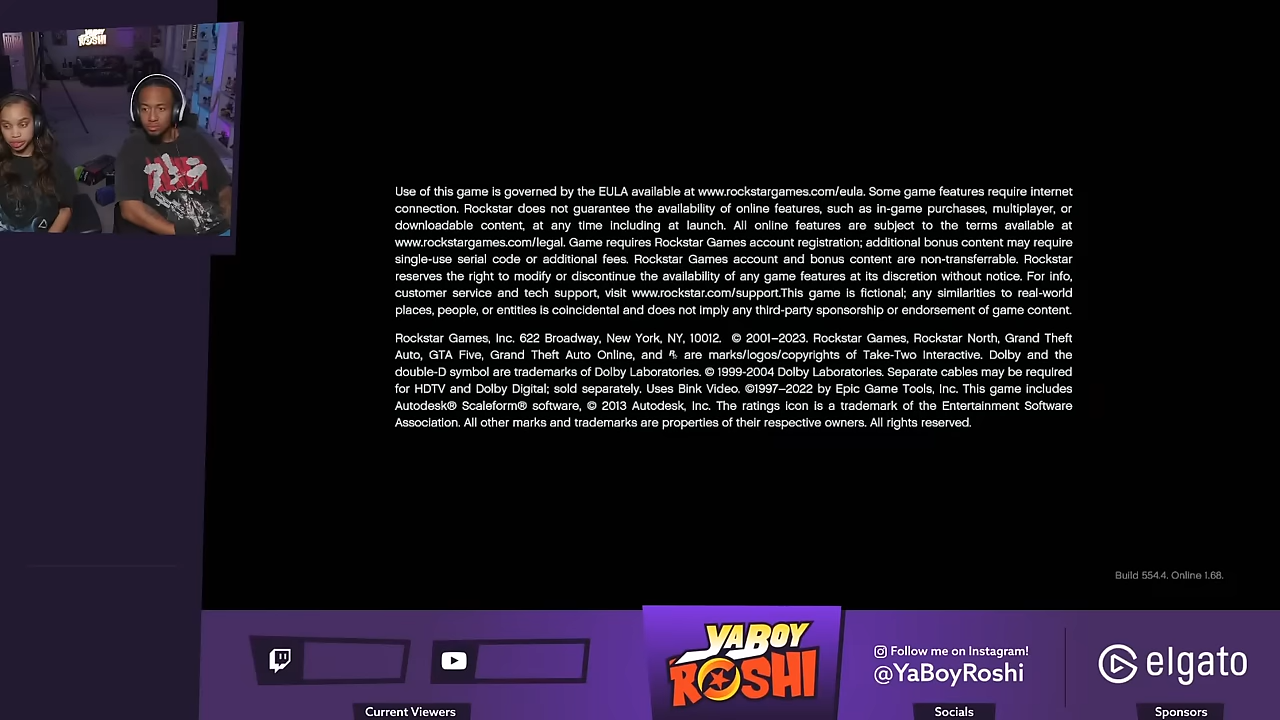 YABOY
ROSHI
Use of this game is governed by the EULA available at www.rockstargames.com/eula. Some game features require internet
connection. Rockstar does not guarantee the availability of online features, such as in-game purchases, multiplayer, or
downloadable content, at any time including at launch. All online features are subject to the terms available at
www.rockstargames.com/legal. Game requires Rockstar Games account registration; additional bonus content may require
single-use serial code or additional fees. Rockstar Games account and bonus content are non-transferrable. Rockstar
reserves the right to modify or discontinue the availability of any game features at its discretion without notice. For info,
customer service and tech support, visit www.rockstar.com/support.This game is fictional; any similarities to real-world
places, people, or entities is coincidental and does not imply any third-party sponsorship or endorsement of game content.
Rockstar Games, Inc. 622 Broadway, New York, NY, 10012. © 2001–2023. Rockstar Games, Rockstar North, Grand Theft
Auto, GTA Five, Grand Theft Auto Online, and R* are marks/logos/copyrights of Take-Two Interactive. Dolby and the
double-D symbol are trademarks of Dolby Laboratories. © 1999-2004 Dolby Laboratories. Separate cables may be required
for HDTV and Dolby Digital; sold separately. Uses Bink Video. ©1997–2022 by Epic Game Tools, Inc. This game includes
Autodesk® Scaleform® software, © 2013 Autodesk, Inc. The ratings icon is a trademark of the Entertainment Software
Association. All other marks and trademarks are properties of their respective owners. All rights reserved.
Build 554.4. Online 1.68.
YABOY
ROSHI
Follow me on Instagram!
@YaBoyRoshi
elgato
Current Viewers
Socials
Sponsors